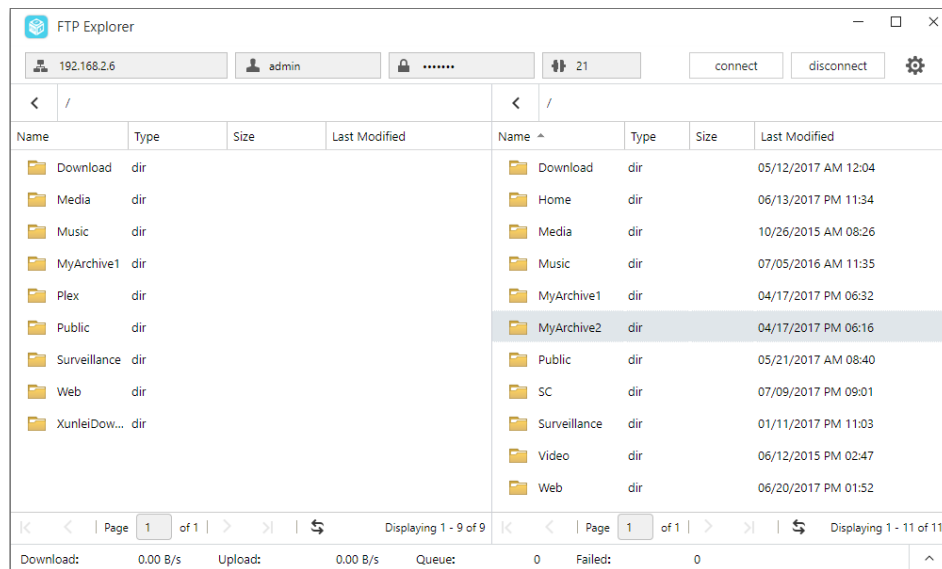 FTP Explorer
192.168.2.6 admin ••••••• 21 connect disconnect
/ /
Name Type Size Last Modified Name Type Size Last Modified
Download dir Download dir 05/12/2017 AM 12:04
Media dir Home dir 06/13/2017 PM 11:34
Music dir Media dir 10/26/2015 AM 08:26
MyArchive1 dir Music dir 07/05/2016 AM 11:35
Plex dir MyArchive1 dir 04/17/2017 PM 06:32
Public dir MyArchive2 dir 04/17/2017 PM 06:16
Surveillance dir Public dir 05/21/2017 AM 08:40
Web dir SC dir 07/09/2017 PM 09:01
XunleiDow... dir Surveillance dir 01/11/2017 PM 11:03
Video dir 06/12/2015 PM 02:47
Web dir 06/20/2017 PM 01:52
Page 1 of 1 Displaying 1 - 9 of 9 Page 1 of 1 Displaying 1 - 11 of 11
Download: 0.00 B/s Upload: 0.00 B/s Queue: 0 Failed: 0